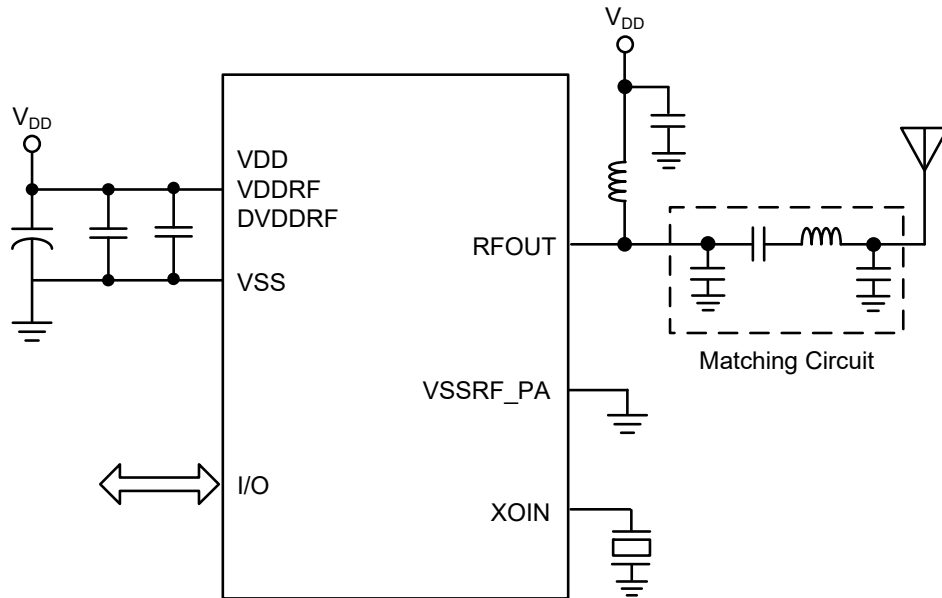 VDD
VDD
VDD
VDDRF
DVDDRF
VSS
I/O
RFOUT
VSSRF_PA
XOIN
Matching Circuit